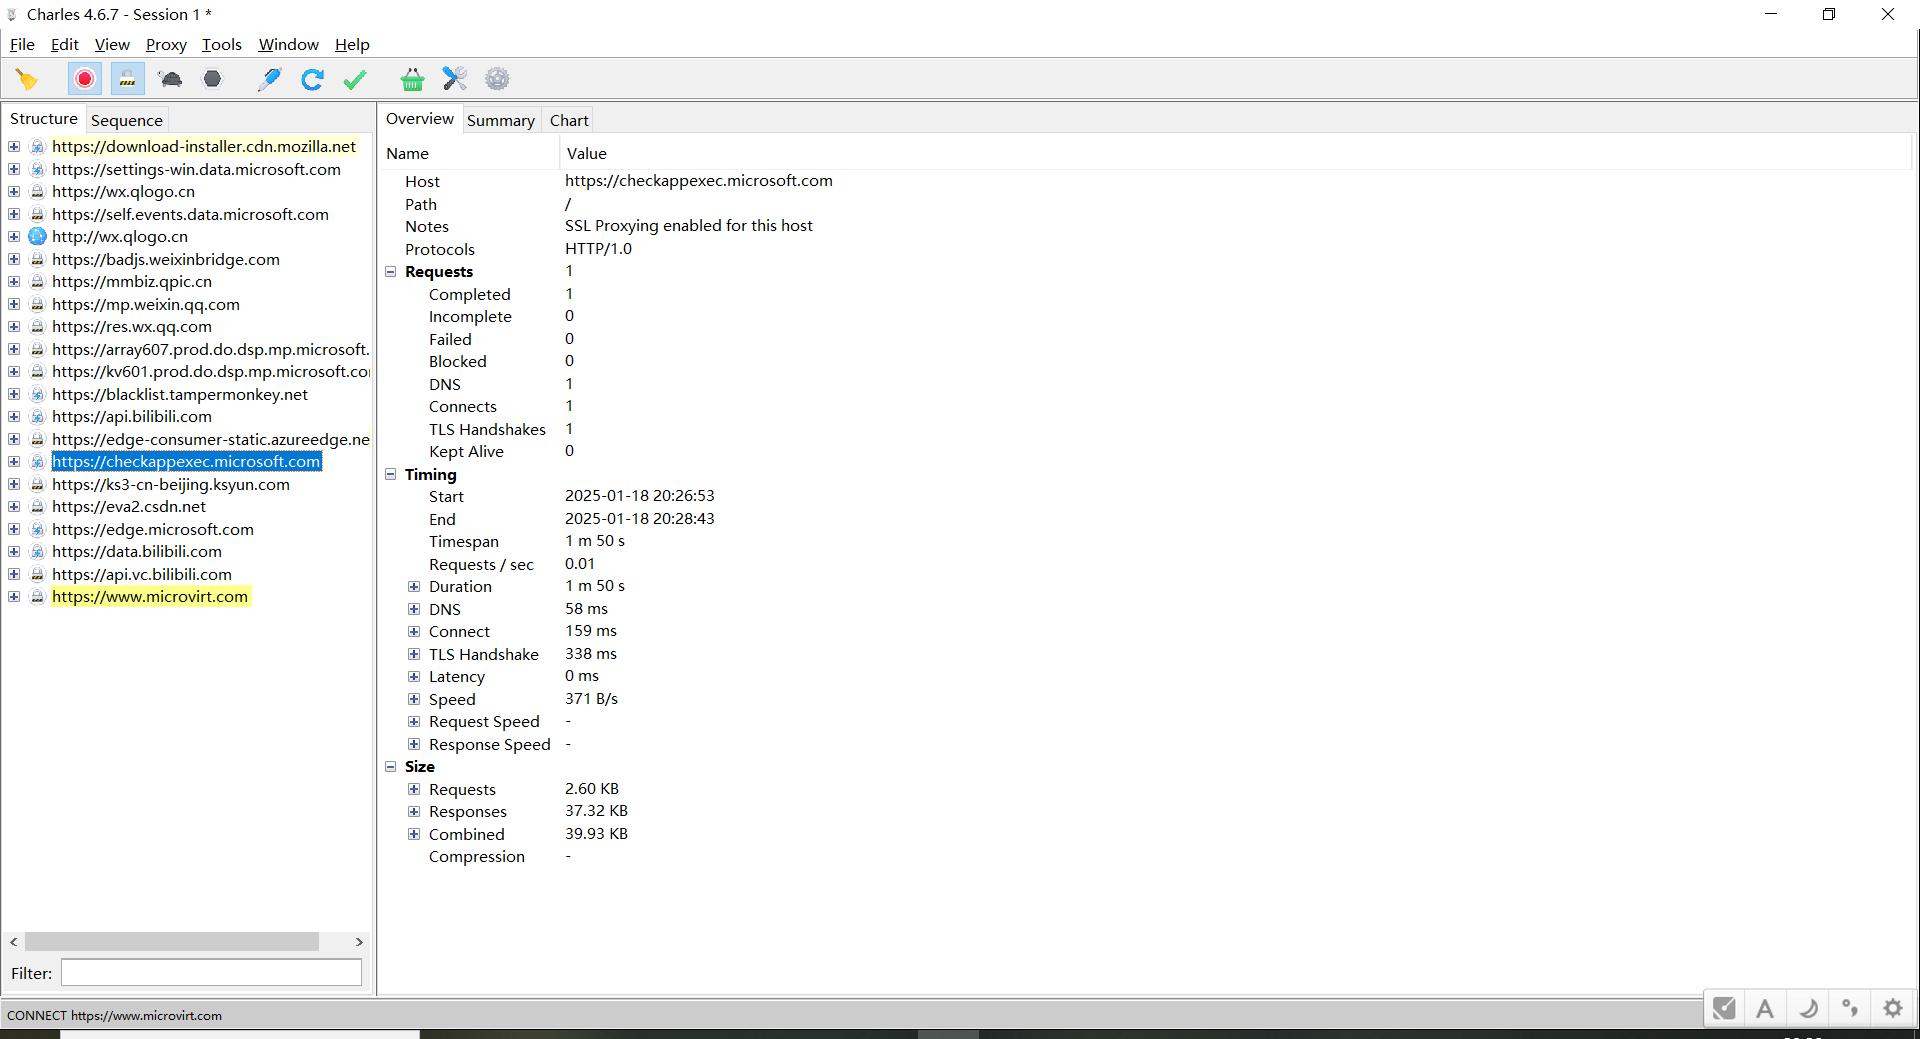 Charles 4.6.7 - Session 1 *
File Edit View Proxy Tools Window Help
Structure Sequence
https://download-installer.cdn.mozilla.net
https://settings-win.data.microsoft.com
https://wx.qlogo.cn
https://self.events.data.microsoft.com
http://wx.qlogo.cn
https://badjs.weixinbridge.com
https://mmbiz.qpic.cn
https://mp.weixin.qq.com
https://res.wx.qq.com
https://array607.prod.do.dsp.mp.microsoft.
https://kv601.prod.do.dsp.mp.microsoft.co
https://blacklist.tampermonkey.net
https://api.bilibili.com
https://edge-consumer-static.azureedge.ne
https://checkappexec.microsoft.com
https://ks3-cn-beijing.ksyun.com
https://eva2.csdn.net
https://edge.microsoft.com
https://data.bilibili.com
https://api.vc.bilibili.com
https://www.microvirt.com
Filter:
Overview Summary Chart
Name Value
Host https://checkappexec.microsoft.com
Path /
Notes SSL Proxying enabled for this host
Protocols HTTP/1.0
Requests 1
Completed 1
Incomplete 0
Failed 0
Blocked 0
DNS 1
Connects 1
TLS Handshakes 1
Kept Alive 0
Timing
Start 2025-01-18 20:26:53
End 2025-01-18 20:28:43
Timespan 1 m 50 s
Requests / sec 0.01
Duration 1 m 50 s
DNS 58 ms
Connect 159 ms
TLS Handshake 338 ms
Latency 0 ms
Speed 371 B/s
Request Speed -
Response Speed -
Size
Requests 2.60 KB
Responses 37.32 KB
Combined 39.93 KB
Compression -
CONNECT https://www.microvirt.com
A